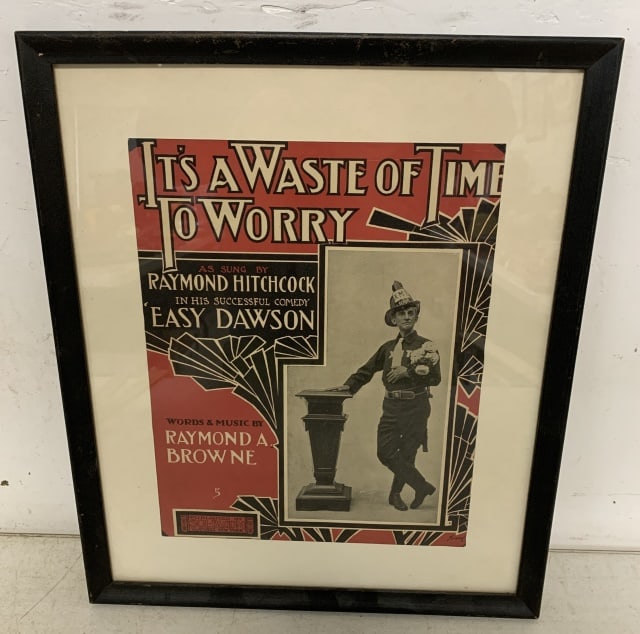 IT'S A WASTE OF TIME
TO WORRY
AS SUNG BY
RAYMOND HITCHCOCK
IN HIS SUCCESSFUL COMEDY
'EASY DAWSON
WORDS & MUSIC BY
RAYMOND A.
BROWNE
5